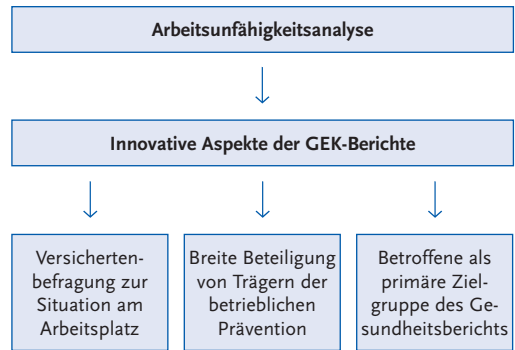 Arbeitsunfähigkeitsanalyse
Innovative Aspekte der GEK-Berichte
Versicherten-
befragung zur
Situation am
Arbeitsplatz
Breite Beteiligung
von Trägern der
betrieblichen
Prävention
Betroffene als
primäre Ziel-
gruppe des Ge-
sundheitsberichts